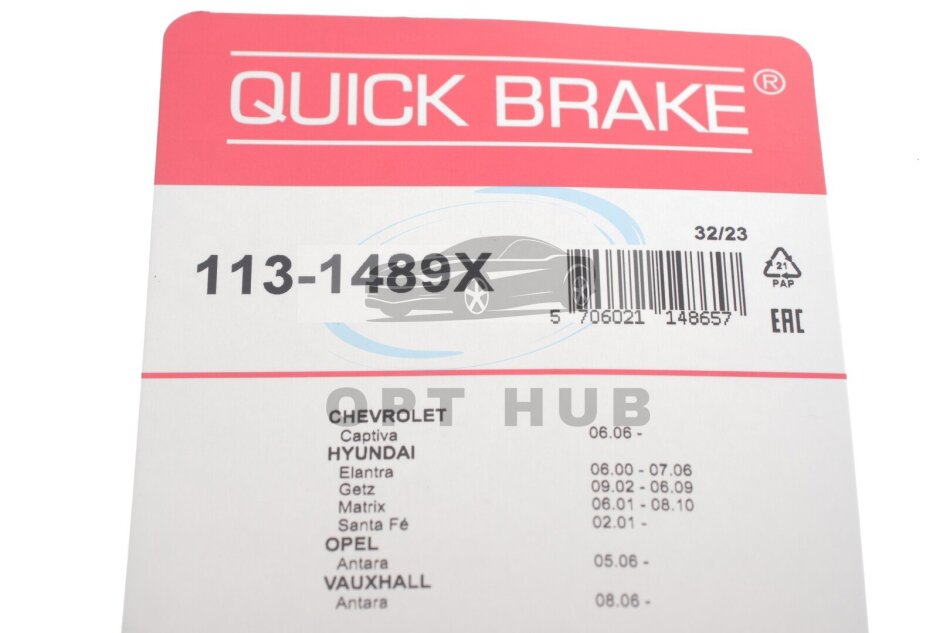 QUICK BRAKE®
32/23
113-1489X
21
PAP
5 706021 148657
EAC
OPT HUB
CHEVROLET
Captiva 06.06 -
HYUNDAI
Elantra 06.00 - 07.06
Getz 09.02 - 06.09
Matrix 06.01 - 08.10
Santa Fé 02.01 -
OPEL
Antara 05.06 -
VAUXHALL
Antara 08.06 -